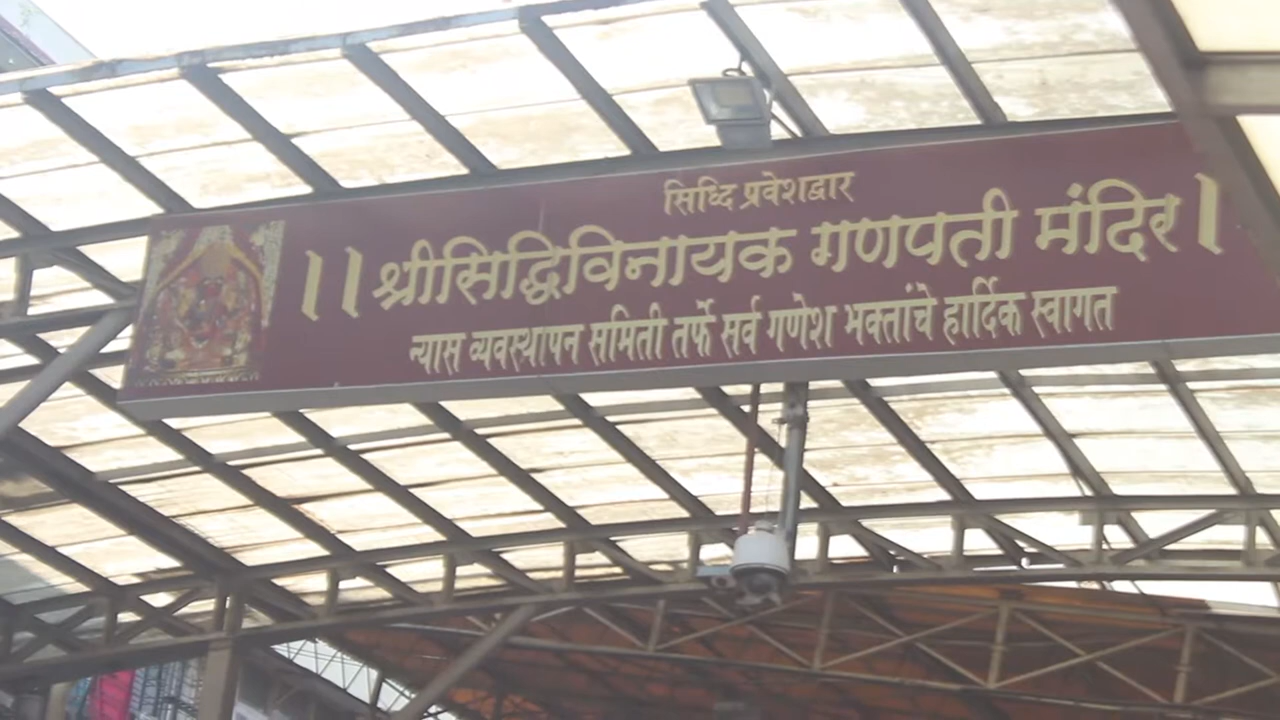 सिध्दि प्रवेशद्वार
।।श्रीसिद्धिविनायक गणपती मंदिर।
न्यास व्यवस्थापन समिती तर्फे सर्व गणेश भक्तांचे हार्दिक स्वागत